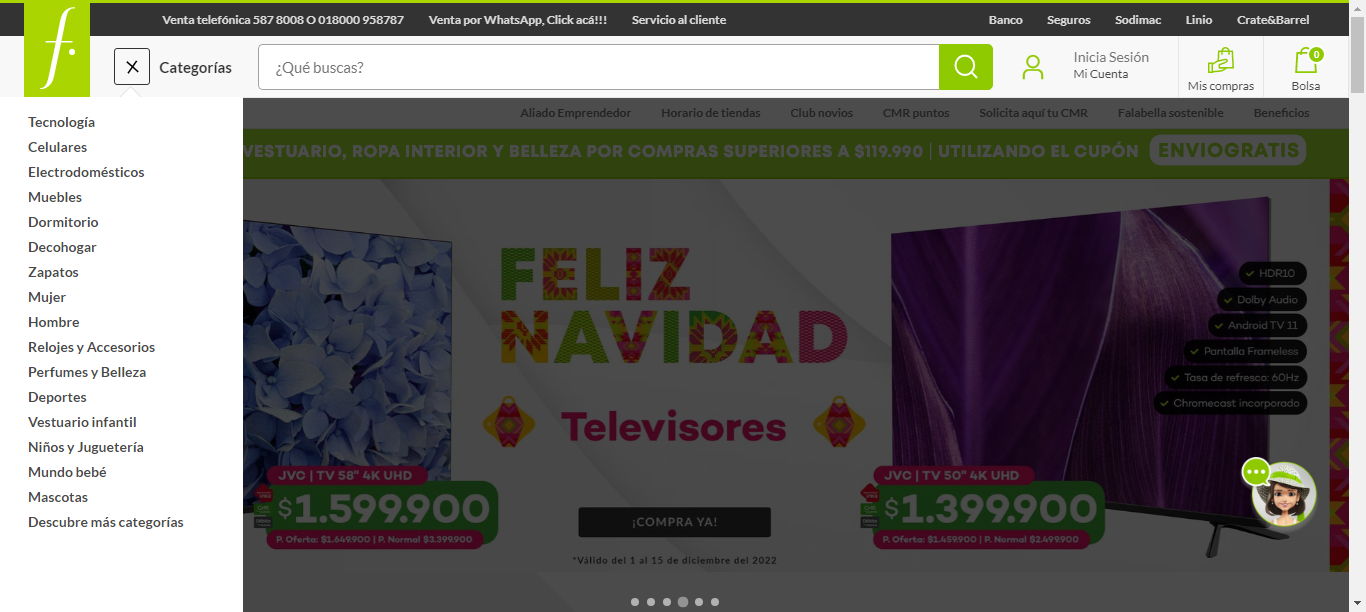 Venta telefónica 587 8008 O 018000 958787
Venta por WhatsApp, Click acá!!!
Servicio al cliente
Banco
Seguros
Sodimac
Linio
Crate&Barrel
f.
X
Categorías
¿Qué buscas?
Inicia Sesión
Mi Cuenta
Mis compras
0
Bolsa
Tecnología
Celulares
Electrodomésticos
Muebles
Dormitorio
Decohogar
Zapatos
Mujer
Hombre
Relojes y Accesorios
Perfumes y Belleza
Deportes
Vestuario infantil
Niños y Juguetería
Mundo bebé
Mascotas
Descubre más categorías
Aliado Emprendedor
Horario de tiendas
Club novios
CMR puntos
Solicita aquí tu CMR
Falabella sostenible
Beneficios
VESTUARIO, ROPA INTERIOR Y BELLEZA POR COMPRAS SUPERIORES A $119.990 | UTILIZANDO EL CUPÓN ENVIOGRATIS
FELIZ
NAVIDAD
Televisores
JVC | TV 58" 4K UHD
$1.599.900
P. Oferta: $1.649.900 | P. Normal $3.399.900
¡COMPRA YA!
*Válido del 1 al 15 de diciembre del 2022
HDR10
Dolby Audio
Android TV 11
Pantalla Frameless
Tasa de refresco: 60Hz
Chromecast incorporado
JVC | TV 50" 4K UHD
$1.399.900
P. Oferta: $1.459.900 | P. Normal $2.499.900